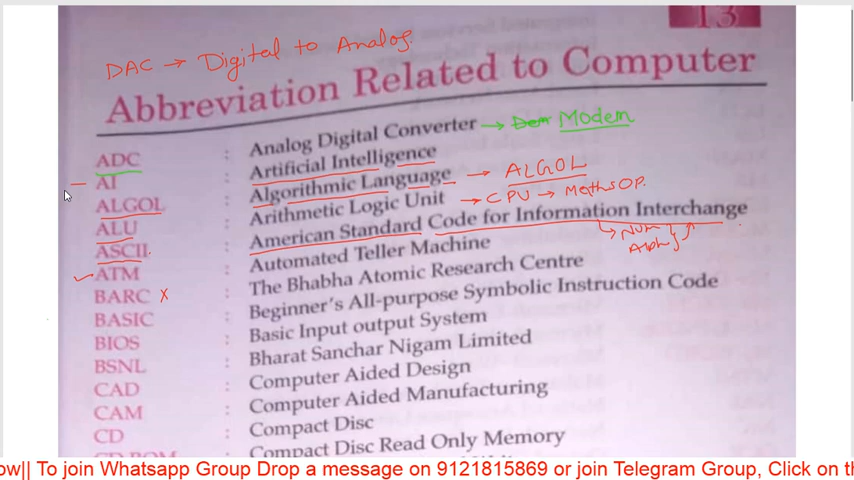 13
DAC → Digital to Analog
Abbreviation Related to Computer
ADC : Analog Digital Converter → Modem
AI : Artificial Intelligence
ALGOL : Algorithmic Language → ALGOL
ALU : Arithmetic Logic Unit → CPU → Maths OP.
ASCII : American Standard Code for Information Interchange
→ Num
Alph
ATM : Automated Teller Machine
BARC x : The Bhabha Atomic Research Centre
BASIC : Beginner's All-purpose Symbolic Instruction Code
BIOS : Basic Input output System
BSNL : Bharat Sanchar Nigam Limited
CAD : Computer Aided Design
CAM : Computer Aided Manufacturing
CD : Compact Disc
CD ROM : Compact Disc Read Only Memory
ow|| To join Whatsapp Group Drop a message on 9121815869 or join Telegram Group, Click on th